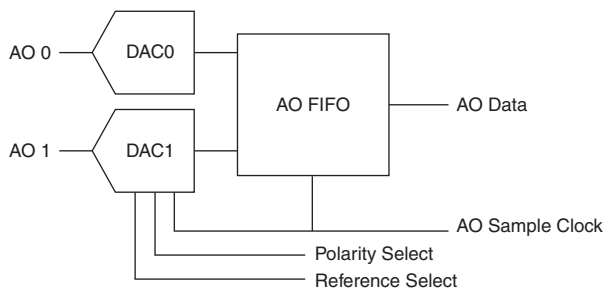 AO 0
DAC0
AO FIFO
AO Data
AO 1
DAC1
AO Sample Clock
Polarity Select
Reference Select